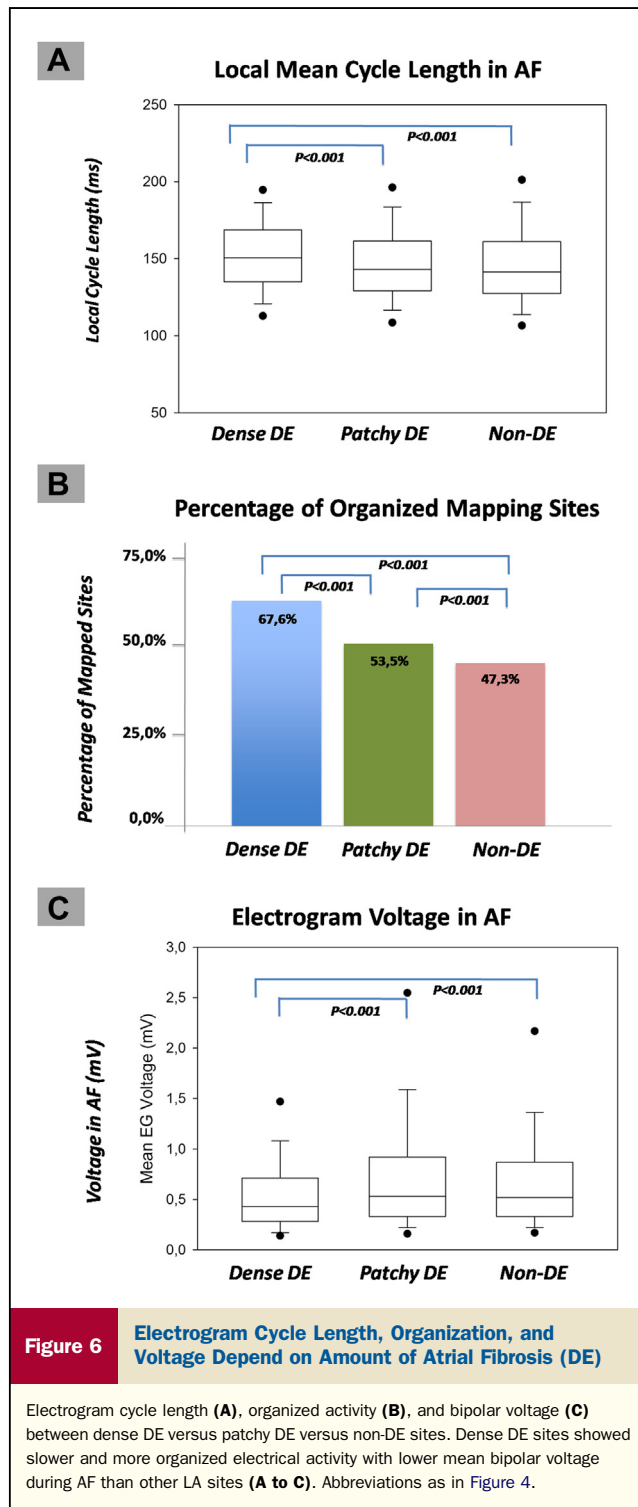 A
Local Mean Cycle Length in AF
250
200
150
100
50
Local Cycle Length (ms)
P<0.001
P<0.001
Dense DE Patchy DE Non-DE
B
Percentage of Organized Mapping Sites
75,0%
50,0%
25,0%
0,0%
Percentage of Mapped Sites
P<0.001
P<0.001
P<0.001
67,6%
53,5%
47,3%
Dense DE Patchy DE Non-DE
C
Electrogram Voltage in AF
3,0
2,5
2,0
1,5
1,0
0,5
0,0
Voltage in AF (mV)
Mean EG Voltage (mV)
P<0.001
P<0.001
Dense DE Patchy DE Non-DE
Figure 6
Electrogram Cycle Length, Organization, and
Voltage Depend on Amount of Atrial Fibrosis (DE)
Electrogram cycle length (A), organized activity (B), and bipolar voltage (C)
between dense DE versus patchy DE versus non-DE sites. Dense DE sites showed
slower and more organized electrical activity with lower mean bipolar voltage
during AF than other LA sites (A to C). Abbreviations as in Figure 4.